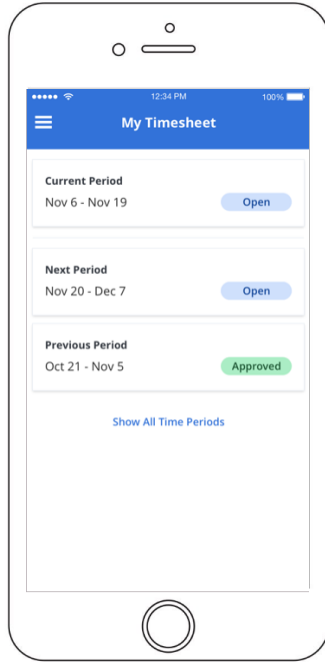 12:34 PM
100%
My Timesheet
Current Period
Nov 6 - Nov 19
Open
Next Period
Nov 20 - Dec 7
Open
Previous Period
Oct 21 - Nov 5
Approved
Show All Time Periods